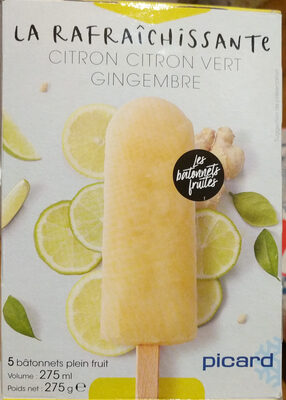 LA RAFRAÎCHISSANTE
CITRON CITRON VERT
GINGEMBRE
les
bâtonnets
fruités
5 bâtonnets plein fruit
Volume : 275 ml
Poids net : 275 g ℮
picard